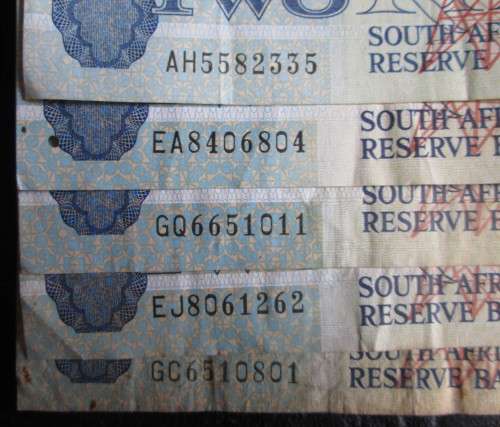 TWO
AH5582335 SOUTH AFR
RESERVE
EA8406804 SOUTH-AFR
RESERVE
GQ6651011 SOUTH-AFR
RESERVE
EJ8061262 SOUTH-AFRI
RESERVE BA
GC6510801 SOUTH AFRI
RESERVE BA